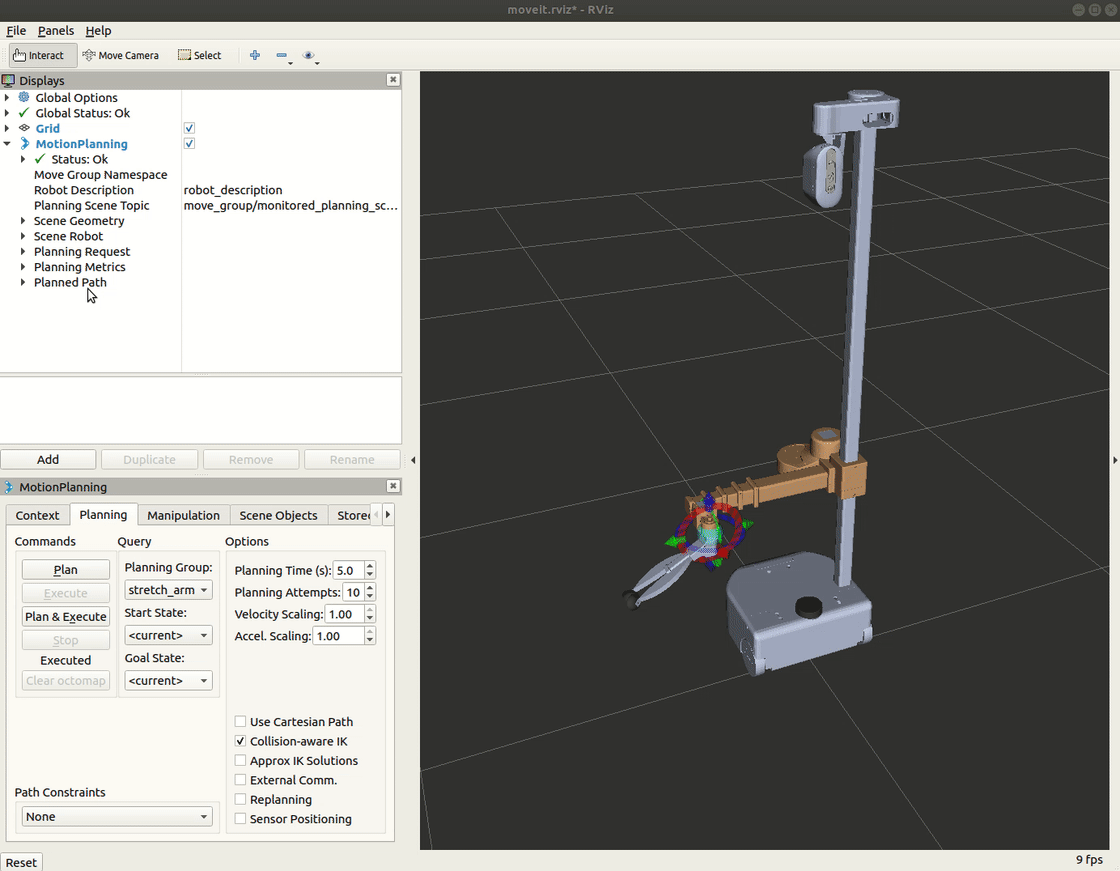 moveit.rviz* - RViz
File Panels Help
Interact Move Camera Select
Displays
Global Options
Global Status: Ok
Grid
MotionPlanning
Status: Ok
Move Group Namespace
Robot Description robot_description
Planning Scene Topic move_group/monitored_planning_sc...
Scene Geometry
Scene Robot
Planning Request
Planning Metrics
Planned Path
Add Duplicate Remove Rename
MotionPlanning
Context Planning Manipulation Scene Objects Stored
Commands Query Options
Plan
Execute
Plan & Execute
Stop
Executed
Clear octomap
Planning Group:
stretch_arm
Start State:
<current>
Goal State:
<current>
Planning Time (s): 5.0
Planning Attempts: 10
Velocity Scaling: 1.00
Accel. Scaling: 1.00
Use Cartesian Path
Collision-aware IK
Approx IK Solutions
External Comm.
Replanning
Sensor Positioning
Path Constraints
None
Reset
9 fps